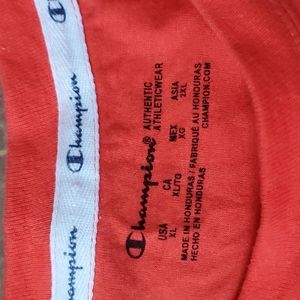 Champion
Champion
Champion
Champion®
AUTHENTIC
ATHLETICWEAR
USA CA MEX ASIA
XL XL/TG XG 2XL
MADE IN HONDURAS / FABRIQUÉ AU HONDURAS
HECHO EN HONDURAS CHAMPION.COM